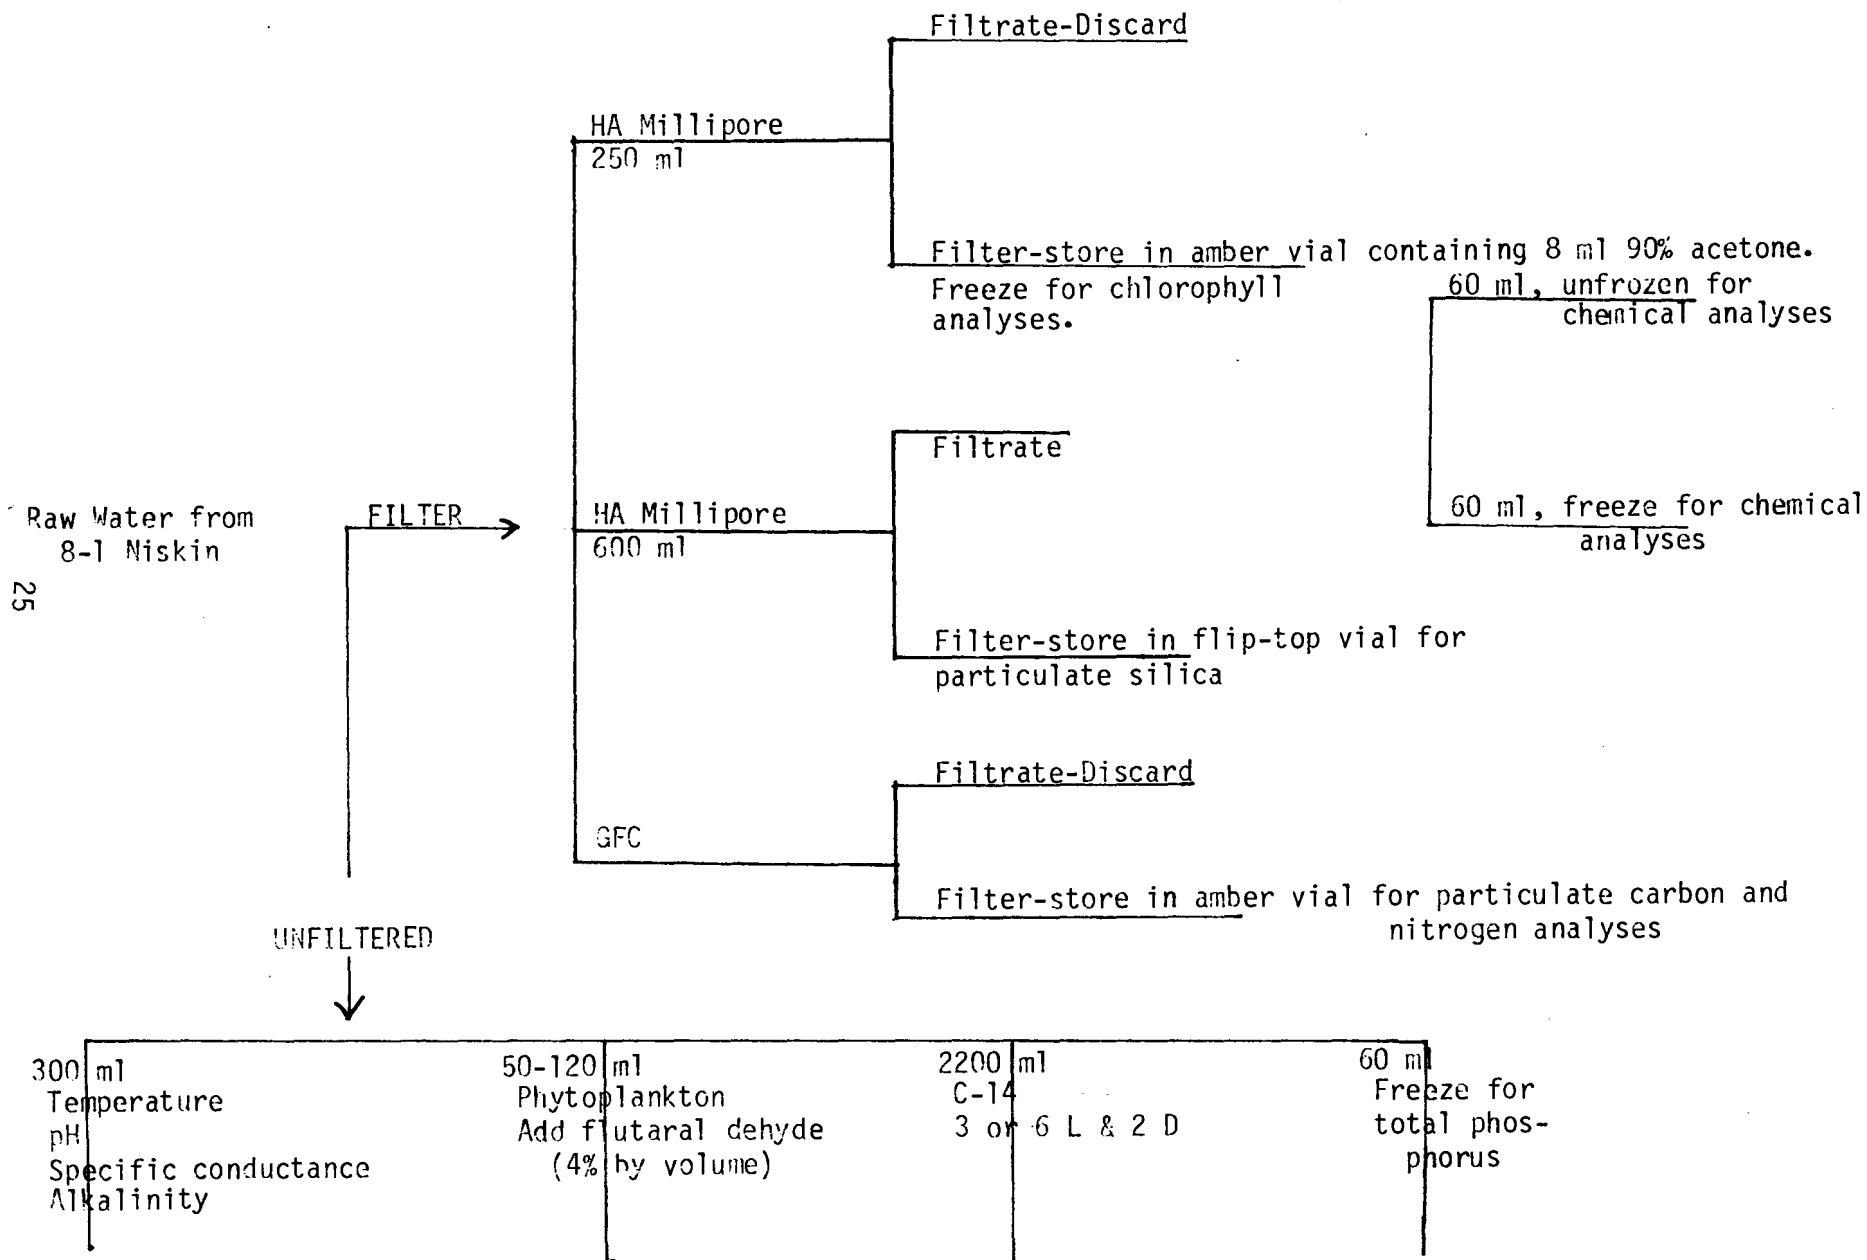 Filtrate-Discard
HA Millipore
250 ml
Filter-store in amber vial containing 8 ml 90% acetone.
Freeze for chlorophyll
analyses.
60 ml, unfrozen for
chemical analyses
Filtrate
Raw Water from
8-l Niskin
FILTER
HA Millipore
600 ml
60 ml, freeze for chemical
analyses
25
Filter-store in flip-top vial for
particulate silica
Filtrate-Discard
GFC
Filter-store in amber vial for particulate carbon and
nitrogen analyses
UNFILTERED
300 ml
Temperature
pH
Specific conductance
Alkalinity
50-120 ml
Phytoplankton
Add flutaral dehyde
(4% by volume)
2200 ml
C-14
3 or 6 L & 2 D
60 ml
Freeze for
total phos-
phorus